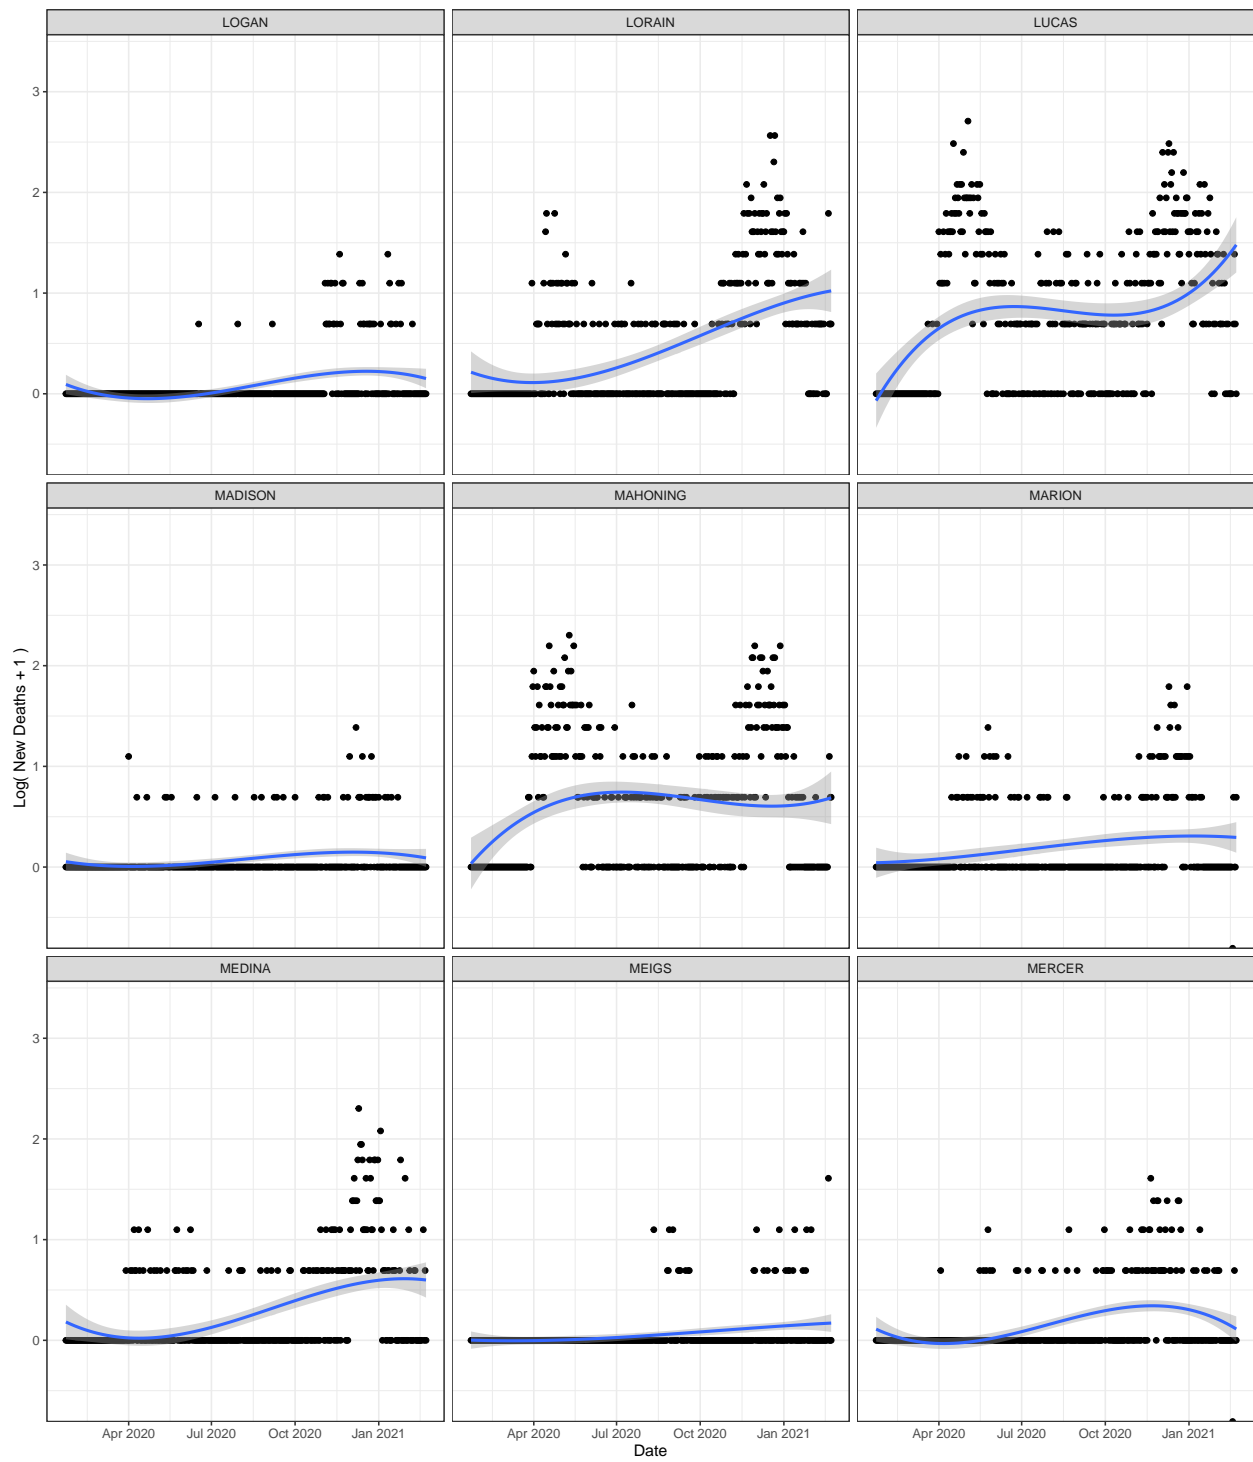 LOGAN LORAIN LUCAS
3
2
1
0
MADISON MAHONING MARION
3
2
1
0
Log( New Deaths + 1 )
MEDINA MEIGS MERCER
3
2
1
0
Apr 2020 Jul 2020 Oct 2020 Jan 2021 Apr 2020 Jul 2020 Oct 2020 Jan 2021 Apr 2020 Jul 2020 Oct 2020 Jan 2021
Date